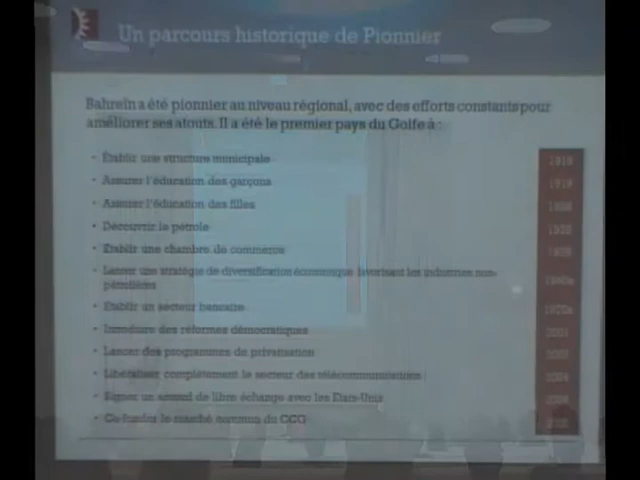 Un parcours historique de Pionnier
Bahreïn a été pionnier au niveau régional, avec des efforts constants pour
améliorer ses atouts. Il a été le premier pays du Golfe à :
• Etablir une structure municipale
1919
• Assurer l'éducation des garçons
1919
• Assurer l'éducation des filles
• Découvrir le pétrole
• Etablir une chambre de commerce
• Lancer une stratégie de diversification économique favorisant les industries non-
pétrolières
• Etablir un secteur bancaire
• Introduire des réformes démocratiques
• Lancer des programmes de privatisation
• Libéraliser complètement le secteur des télécommunications
• Signer un accord de libre échange avec les Etats-Unis
• Co-fonder le marché commun du CCG